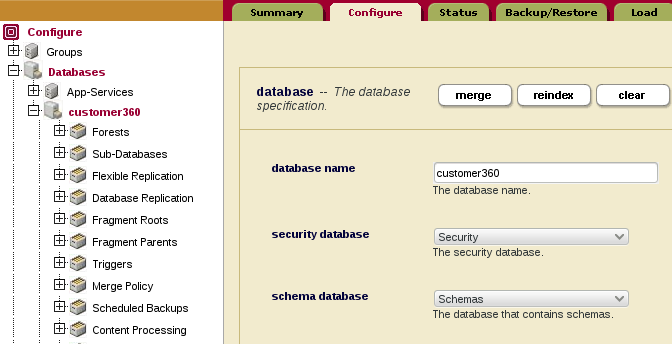 Summary Configure Status Backup/Restore Load
Configure
Groups
Databases
App-Services
customer360
Forests
Sub-Databases
Flexible Replication
Database Replication
Fragment Roots
Fragment Parents
Triggers
Merge Policy
Scheduled Backups
Content Processing
database -- The database
specification.
merge reindex clear
database name customer360
The database name.
security database Security
The security database.
schema database Schemas
The database that contains schemas.